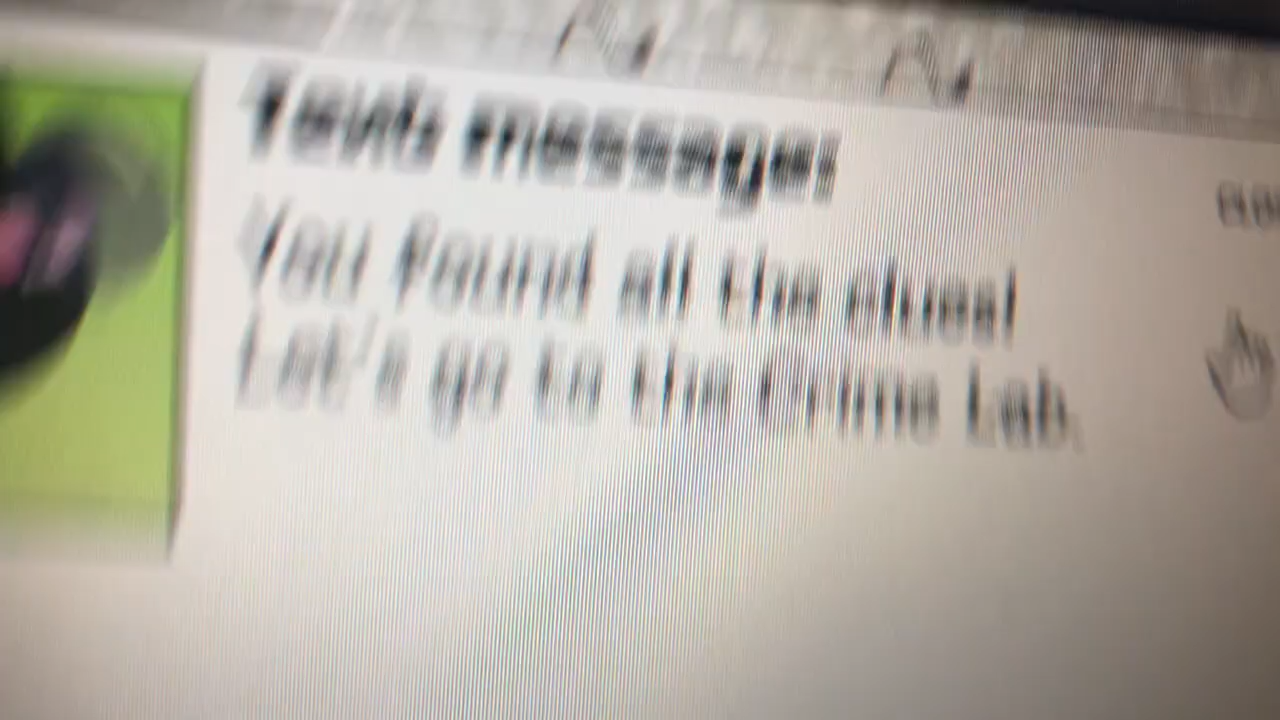 Text message:
You found all the clues!
Let's go to the Crime Lab.